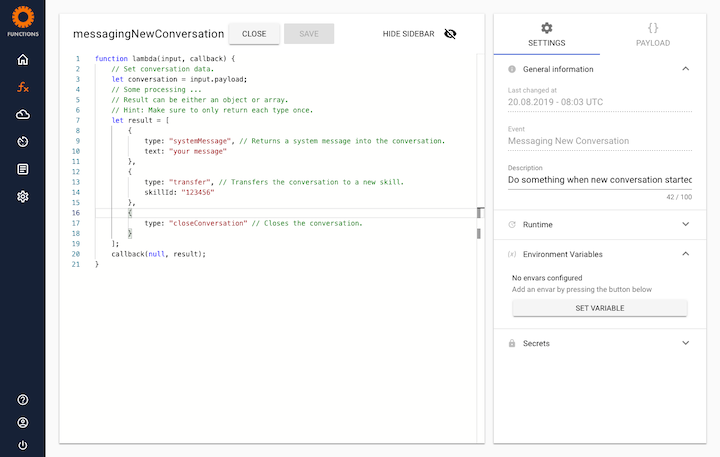 FUNCTIONS
messagingNewConversation
CLOSE
SAVE
HIDE SIDEBAR
1 function lambda(input, callback) {
2 // Set conversation data.
3 let conversation = input.payload;
4 // Some processing ...
5 // Result can be either an object or array.
6 // Hint: Make sure to only return each type once.
7 let result = [
8 {
9 type: "systemMessage", // Returns a system message into the conversation.
10 text: "your message"
11 },
12 {
13 type: "transfer", // Transfers the conversation to a new skill.
14 skillId: "123456"
15 },
16 {
17 type: "closeConversation" // Closes the conversation.
18 }
19 ];
20 callback(null, result);
21 }
SETTINGS
{} PAYLOAD
General information
Last changed at
20.08.2019 - 08:03 UTC
Event
Messaging New Conversation
Description
Do something when new conversation started
42 / 100
Runtime
(x) Environment Variables
No envars configured
Add an envar by pressing the button below
SET VARIABLE
Secrets